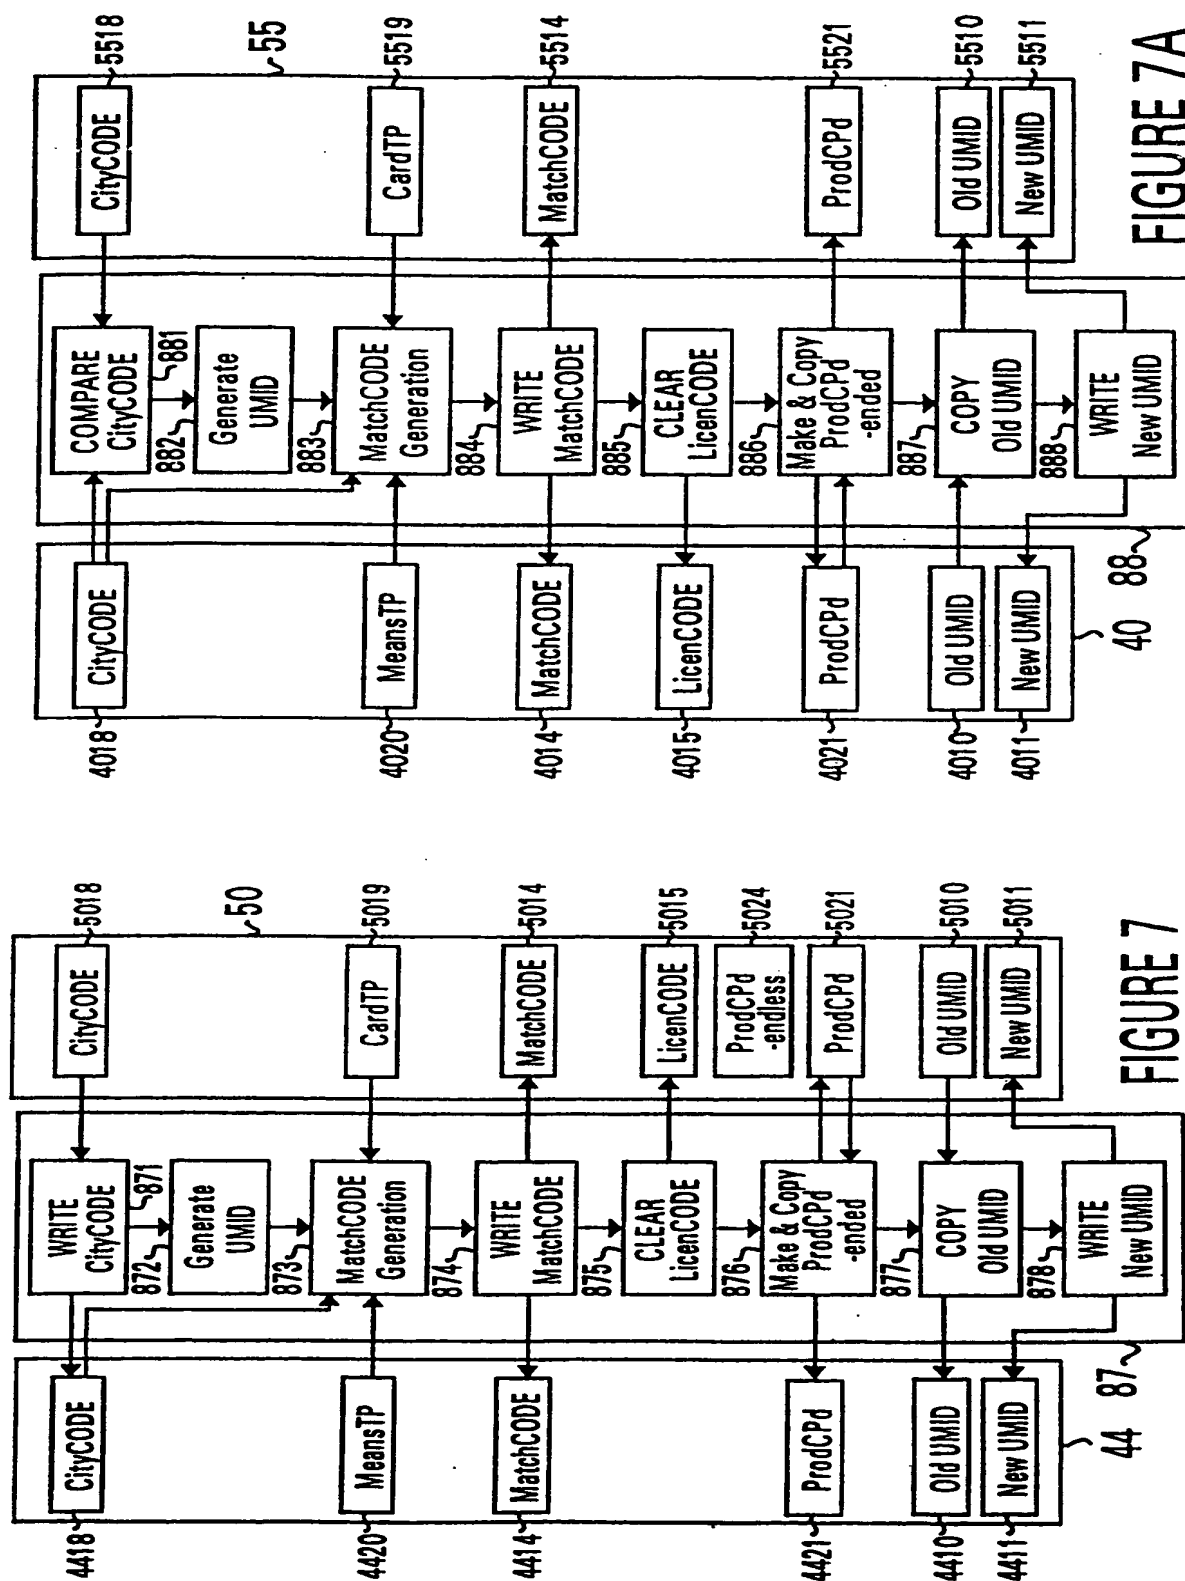 5518
55
5519
5514
5521
5510
5511
CityCODE
CardTP
MatchCODE
ProdCPd
Old UMID
New UMID
COMPARE
CityCODE
881
882
Generate
UMID
883
MatchCODE
Generation
884
WRITE
MatchCODE
885
CLEAR
LicenCODE
886
Make & Copy
ProdCPd
-ended
887
COPY
Old UMID
888
WRITE
New UMID
88
CityCODE
MeansTP
MatchCODE
LicenCODE
ProdCPd
Old UMID
New UMID
40
4018
4020
4014
4015
4021
4010
4011
FIGURE 7A
5018
50
5019
5014
5015
5024
5021
5010
5011
CityCODE
CardTP
MatchCODE
LicenCODE
ProdCPd
-endless
ProdCPd
Old UMID
New UMID
WRITE
CityCODE
871
872
Generate
UMID
873
MatchCODE
Generation
874
WRITE
MatchCODE
875
CLEAR
LicenCODE
876
Make & Copy
ProdCPd
-ended
877
COPY
Old UMID
878
WRITE
New UMID
87
CityCODE
MeansTP
MatchCODE
ProdCPd
Old UMID
New UMID
44
4418
4420
4414
4421
4410
4411
FIGURE 7